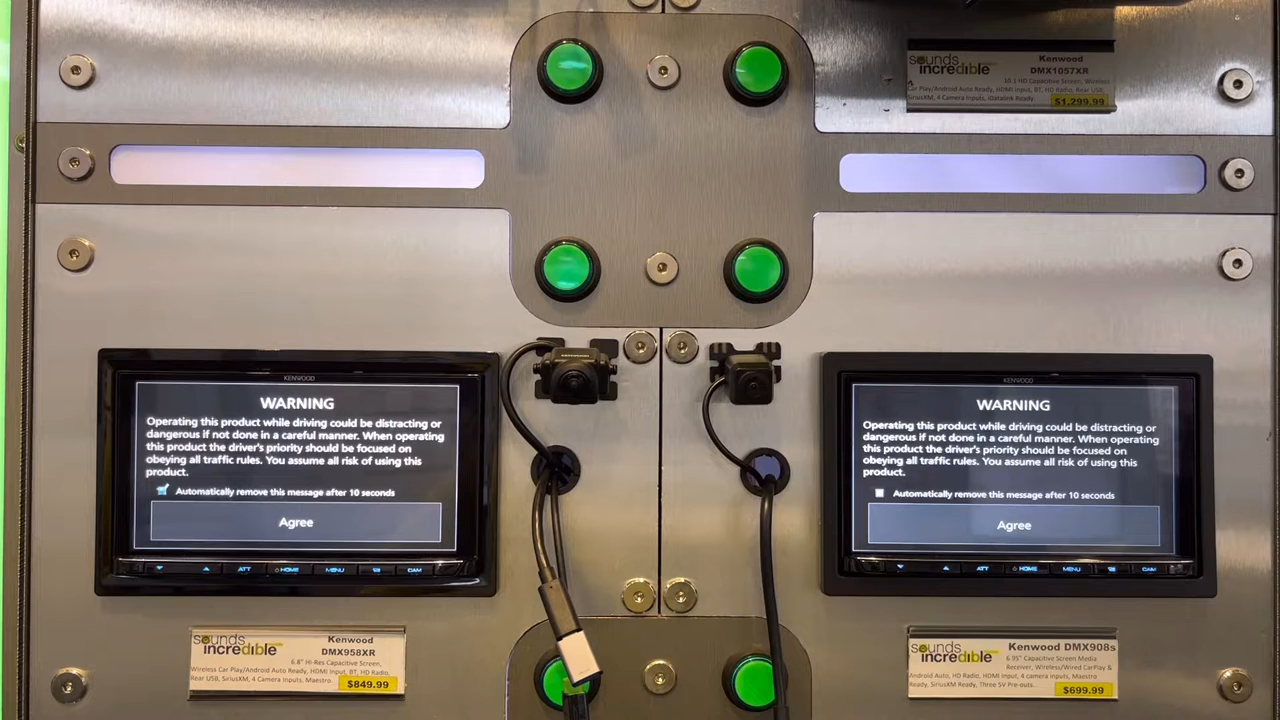 sounds
incredible
Kenwood
DMX1057XR
10.1 HD Capacitive Screen, Wireless
Car Play/Android Auto Ready, HDMI Input, BT, HD Radio, Rear USB,
SiriusXM, 4 Camera Inputs, iDatalink Ready
$1,299.99
KENWOOD
WARNING
Operating this product while driving could be distracting or
dangerous if not done in a careful manner. When operating
this product the driver's priority should be focused on
obeying all traffic rules. You assume all risk of using this
product.
Automatically remove this message after 10 seconds
Agree
ATT HOME MENU CAM
KENWOOD
KENWOOD
WARNING
Operating this product while driving could be distracting or
dangerous if not done in a careful manner. When operating
this product the driver's priority should be focused on
obeying all traffic rules. You assume all risk of using this
product.
Automatically remove this message after 10 seconds
Agree
ATT HOME MENU CAM
sounds
incredible
Kenwood
DMX958XR
6.8" Hi-Res Capacitive Screen,
Wireless Car Play/Android Auto Ready, HDMI Input, BT, HD Radio,
Rear USB, SiriusXM, 4 Camera Inputs, Maestro
$849.99
sounds
incredible
Kenwood DMX908s
6.95" Capacitive Screen Media
Receiver, Wireless/Wired CarPlay &
Android Auto, HD Radio, HDMI Input, 4 camera inputs, Maestro
Ready, SiriusXM Ready, Three 5V Pre-outs.
$699.99